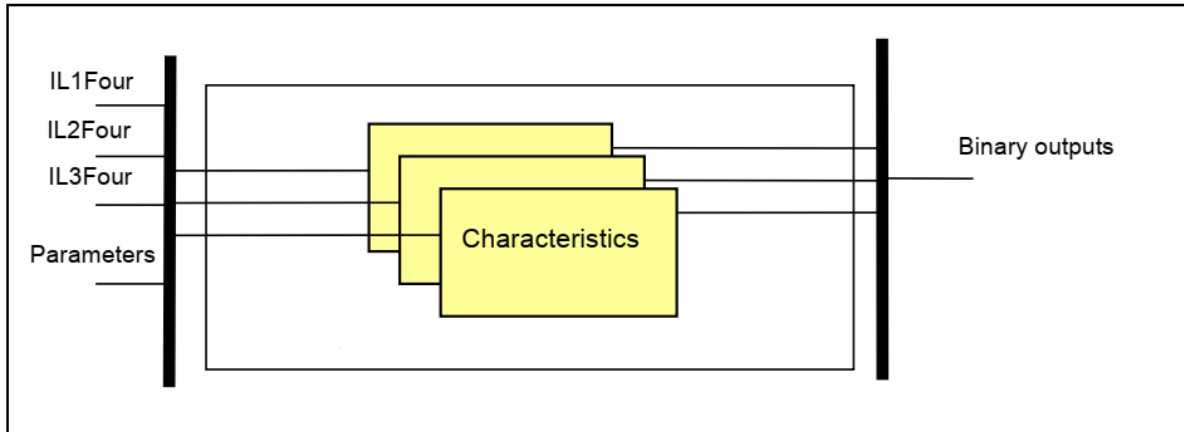 IL1Four
IL2Four
IL3Four
Parameters
Characteristics
Binary outputs